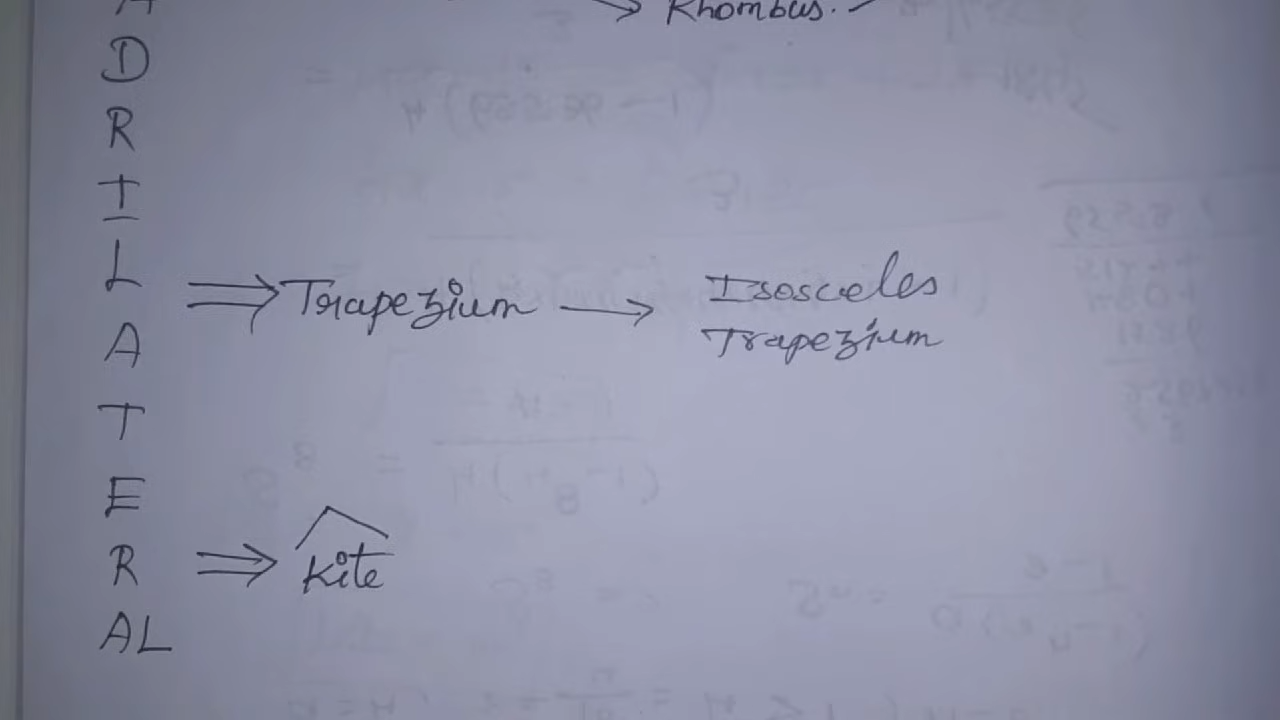 A → Rhombus.
D
R
I
L ⇒ Trapezium → Isosceles
A Trapezium
T
E
R ⇒ Kite
AL